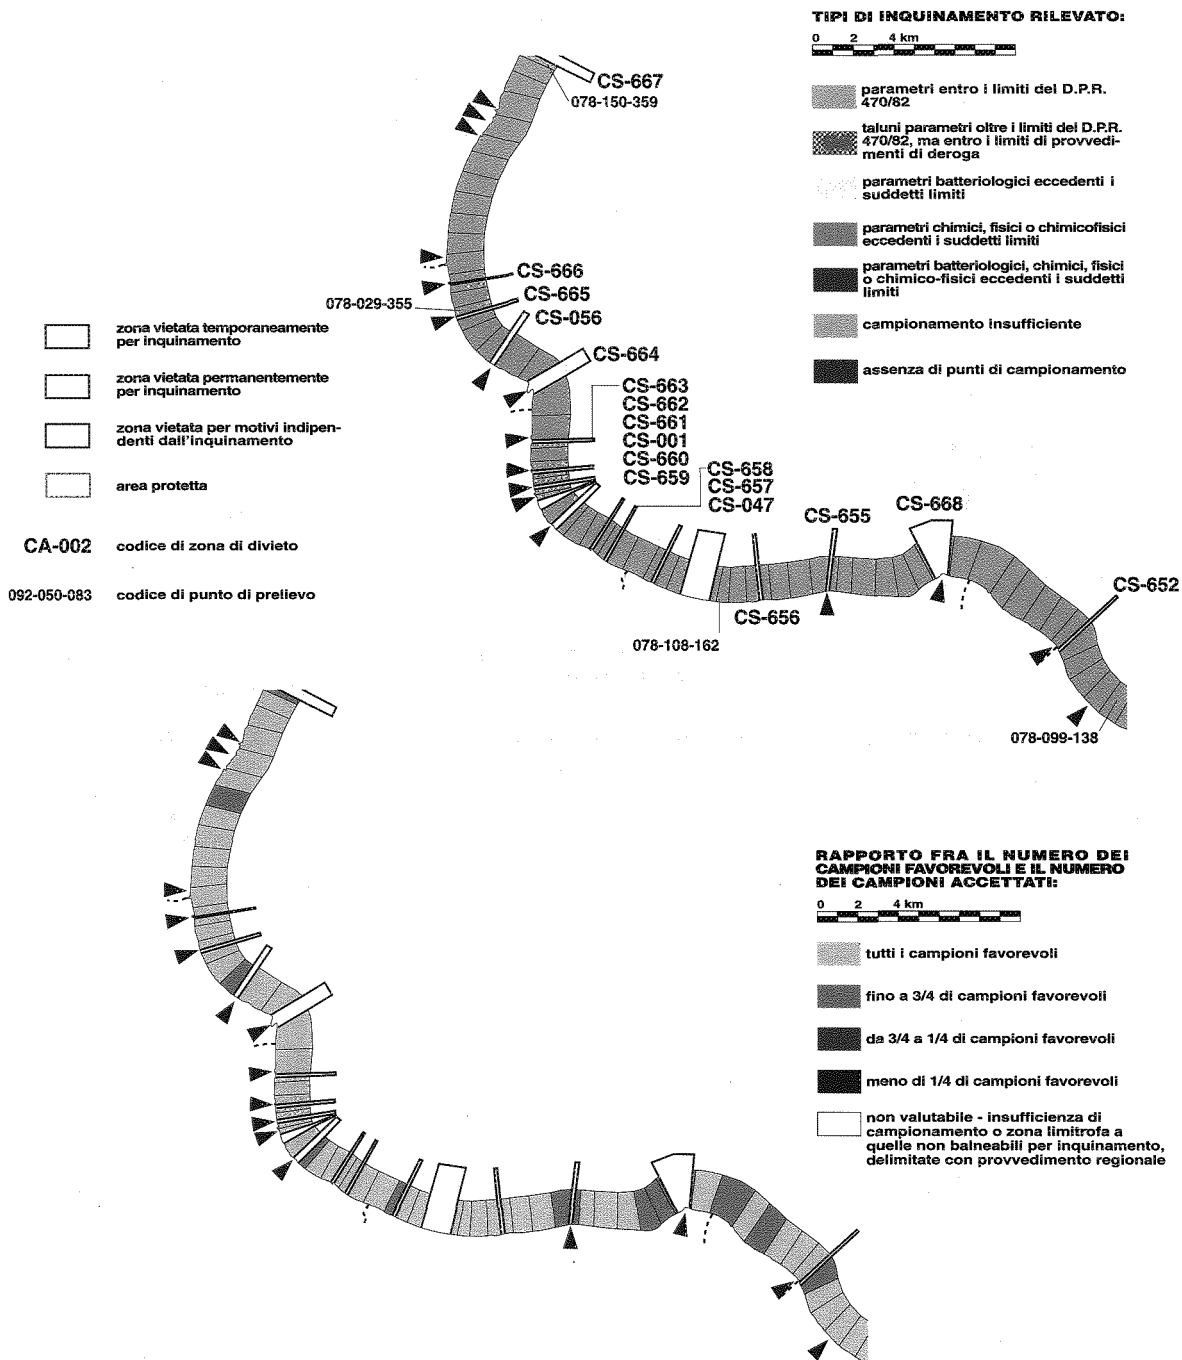 TIPI DI INQUINAMENTO RILEVATO:
0 2 4 km
parametri entro i limiti del D.P.R.
470/82
taluni parametri oltre i limiti del D.P.R.
470/82, ma entro i limiti di provvedi-
menti di deroga
parametri batteriologici eccedenti i
suddetti limiti
parametri chimici, fisici o chimicofisici
eccedenti i suddetti limiti
parametri batteriologici, chimici, fisici
o chimico-fisici eccedenti i suddetti
limiti
campionamento insufficiente
assenza di punti di campionamento
CS-667
078-150-359
CS-666
CS-665
078-029-355
CS-056
CS-664
CS-663
CS-662
CS-661
CS-001
CS-660
CS-659
CS-658
CS-657
CS-047
CS-655
CS-668
CS-652
CS-656
078-108-162
078-099-138
zona vietata temporaneamente
per inquinamento
zona vietata permanentemente
per inquinamento
zona vietata per motivi indipen-
denti dall'inquinamento
area protetta
CA-002 codice di zona di divieto
092-050-083 codice di punto di prelievo
RAPPORTO FRA IL NUMERO DEI
CAMPIONI FAVOREVOLI E IL NUMERO
DEI CAMPIONI ACCETTATI:
0 2 4 km
tutti i campioni favorevoli
fino a 3/4 di campioni favorevoli
da 3/4 a 1/4 di campioni favorevoli
meno di 1/4 di campioni favorevoli
non valutabile - insufficienza di
campionamento o zona limitrofa a
quelle non balneabili per inquinamento,
delimitate con provvedimento regionale